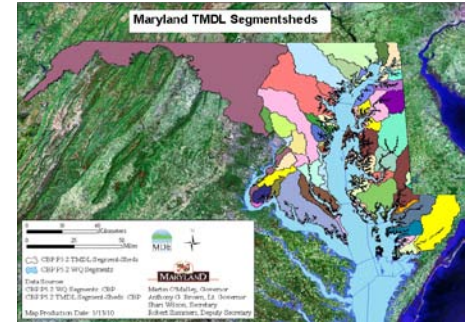 Maryland TMDL Segmentsheds
Kilometers
Miles
CBP P5.2 TMDL Segment-Sheds
CBP P5.2 WQ Segments
Data Source:
CBP P5.2 WQ Segments: CBP
CBP P5.2 TMDL Segment-Sheds: CBP
Map Production Date: 1/13/10
MDE
MARYLAND
Martin O'Malley, Governor
Anthony G. Brown, Lt. Governor
Shari Wilson, Secretary
Robert Summers, Deputy Secretary